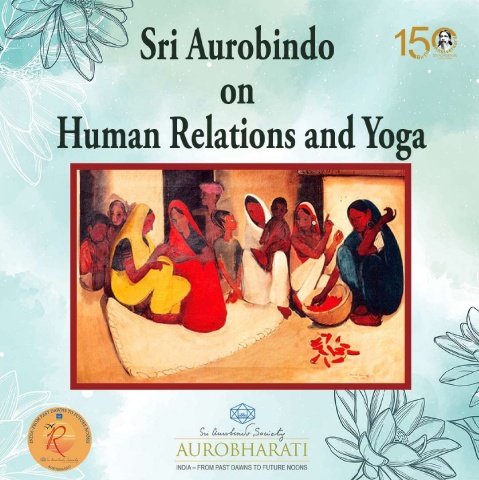 Sri Aurobindo
150
on
Human Relations and Yoga
Sri Aurobindo Society
AUROBHARATI
INDIA – FROM PAST DAWNS TO FUTURE NOONS